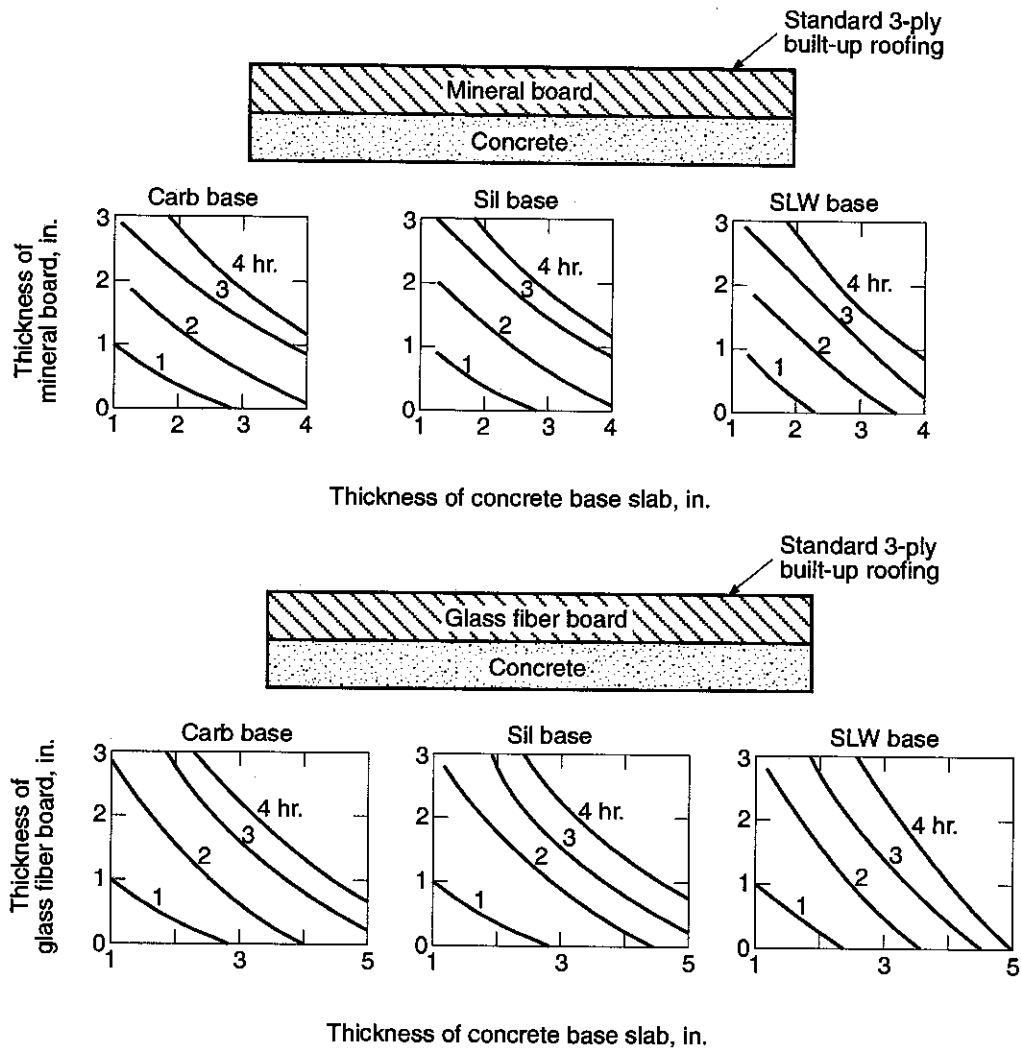 Standard 3-ply
built-up roofing
Mineral board
Concrete
Thickness of
mineral board, in.
Carb base
3
2
1
0
1 2 3 4
4 hr.
3
2
1
Sil base
3
2
1
0
1 2 3 4
4 hr.
3
2
1
SLW base
3
2
1
0
1 2 3 4
4 hr.
3
2
1
Thickness of concrete base slab, in.
Standard 3-ply
built-up roofing
Glass fiber board
Concrete
Thickness of
glass fiber board, in.
Carb base
3
2
1
0
1 3 5
4 hr.
3
2
1
Sil base
3
2
1
0
1 3 5
4 hr.
3
2
1
SLW base
3
2
1
0
1 3 5
4 hr.
3
2
1
Thickness of concrete base slab, in.